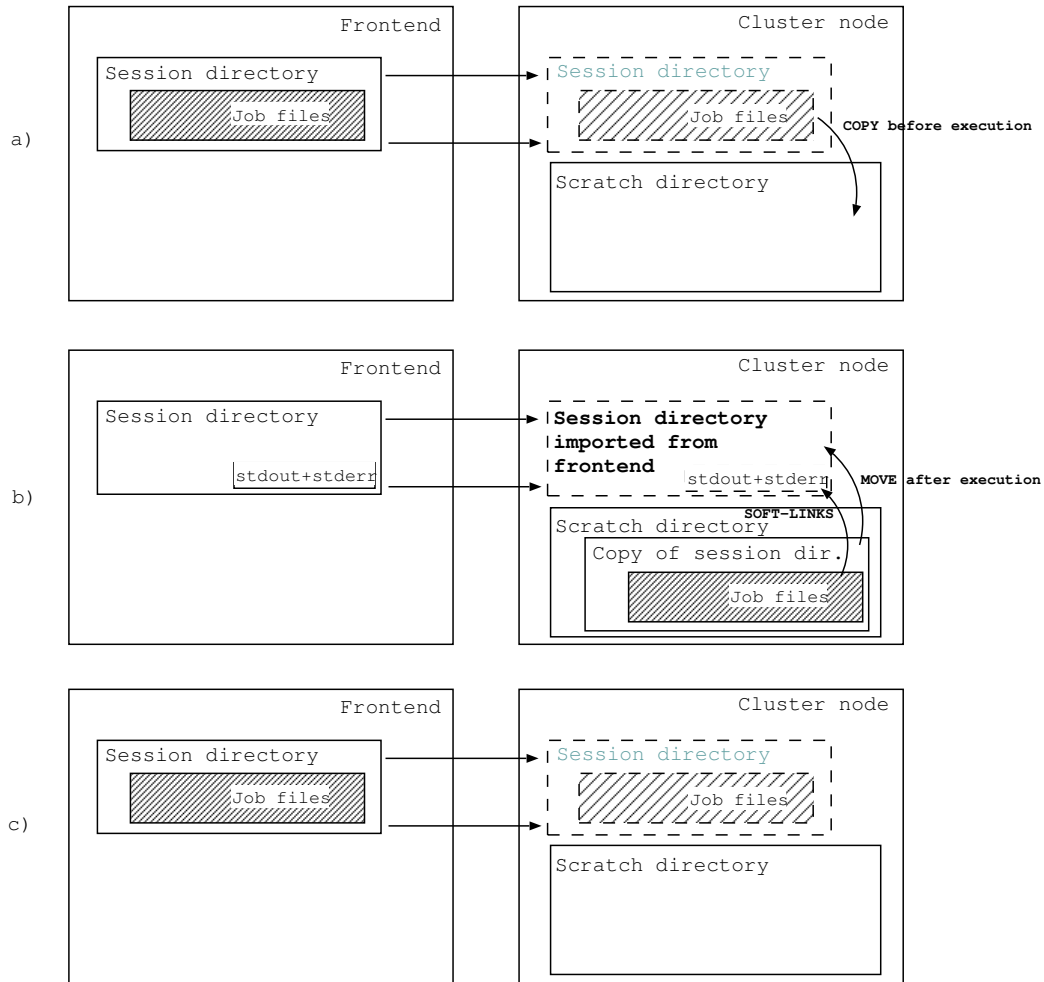 Frontend
Cluster node
Session directory
Session directory
Job files
Job files
a)
COPY before execution
Scratch directory
Frontend
Cluster node
Session directory
Session directory
imported from
frontend
stdout+stderr
stdout+stderr
MOVE after execution
b)
SOFT-LINKS
Scratch directory
Copy of session dir.
Job files
Frontend
Cluster node
Session directory
Session directory
Job files
Job files
c)
Scratch directory